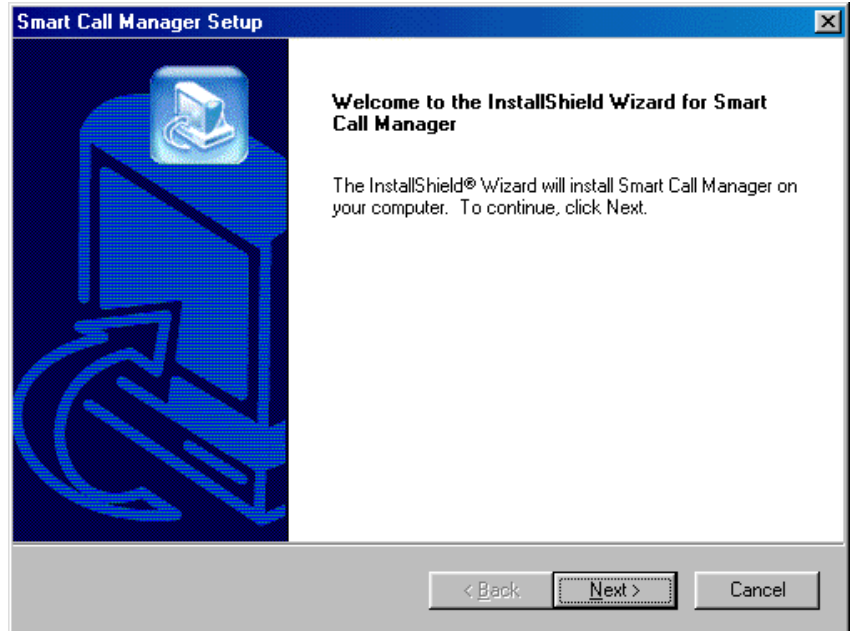 Smart Call Manager Setup
Welcome to the InstallShield Wizard for Smart
Call Manager
The InstallShield® Wizard will install Smart Call Manager on
your computer.  To continue, click Next.
< Back
Next >
Cancel